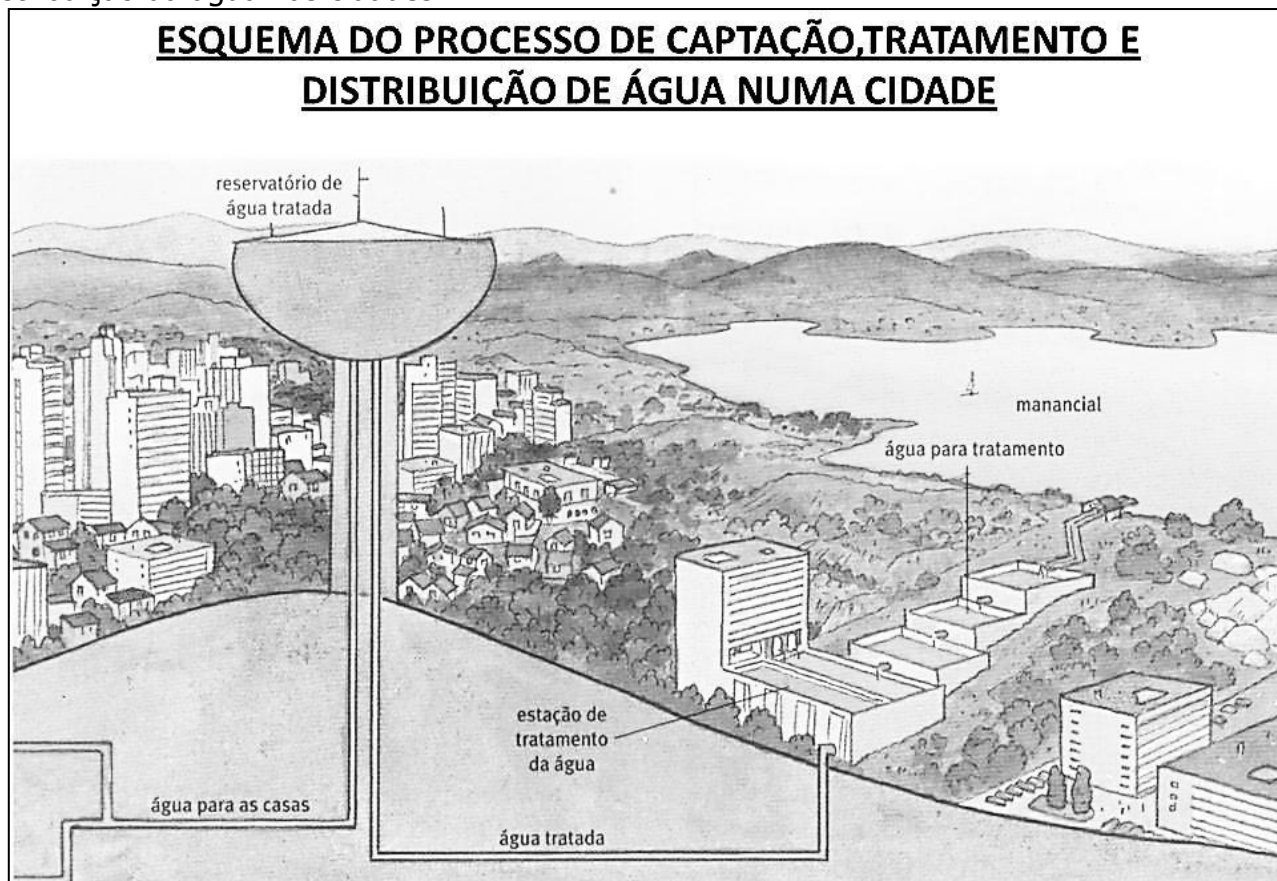 ESQUEMA DO PROCESSO DE CAPTAÇÃO,TRATAMENTO E
DISTRIBUIÇÃO DE ÁGUA NUMA CIDADE
reservatório de
água tratada
manancial
água para tratamento
estação de
tratamento
da água
água para as casas
água tratada